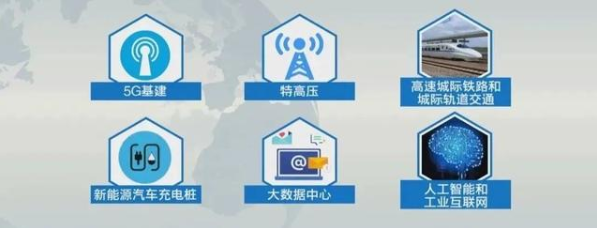 5G基建
特高压
高速城际铁路和
城际轨道交通
新能源汽车充电桩
大数据中心
人工智能和
工业互联网